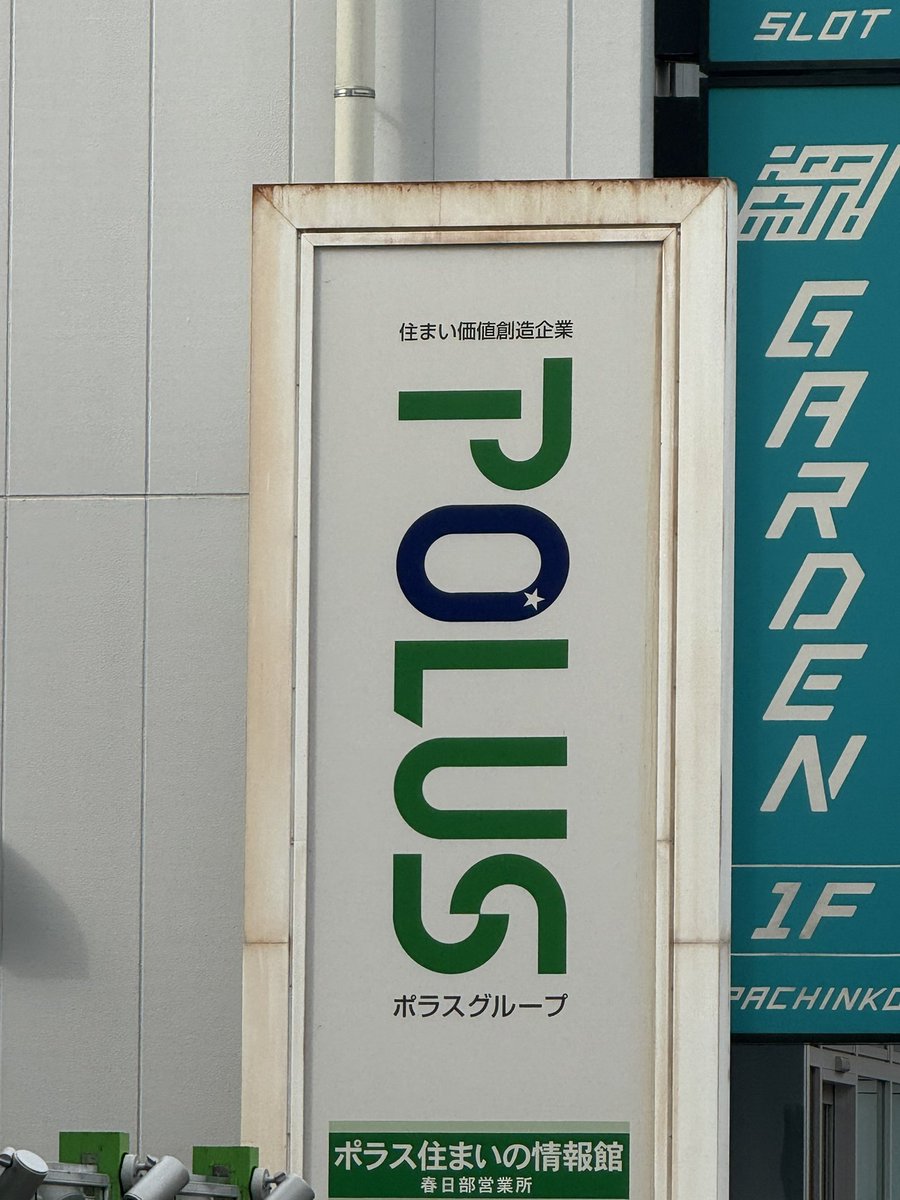 住まい価値創造企業
POLUS
ポラスグループ
ポラス住まいの情報館
春日部営業所
SLOT
GARDEN
1F
PACHINKO